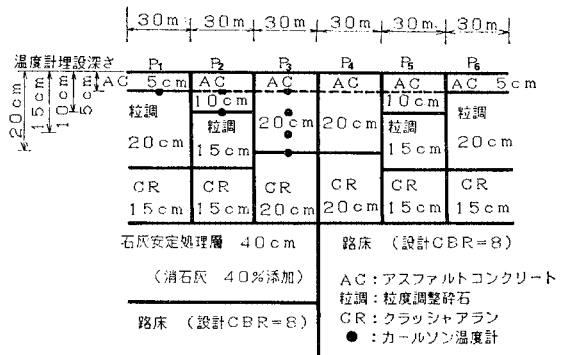 30m 30m 30m 30m 30m 30m
温度計埋設深さ P1 P2 P3 P4 P5 P6
AC 5cm AC AC AC AC AC 5cm
20cm 15cm 10cm 5cm
10cm 10cm
粒調 20cm 20cm 粒調
粒調 粒調
20cm 15cm 15cm 20cm
CR CR CR CR CR CR
15cm 15cm 20cm 20cm 15cm 15cm
石灰安定処理層 40cm
(消石灰 40%添加)
路床 (設計CBR=8)
路床 (設計CBR=8)
AC:アスファルトコンクリート
粒調:粒度調整砕石
CR:クラッシャアラン
●:カールソン温度計